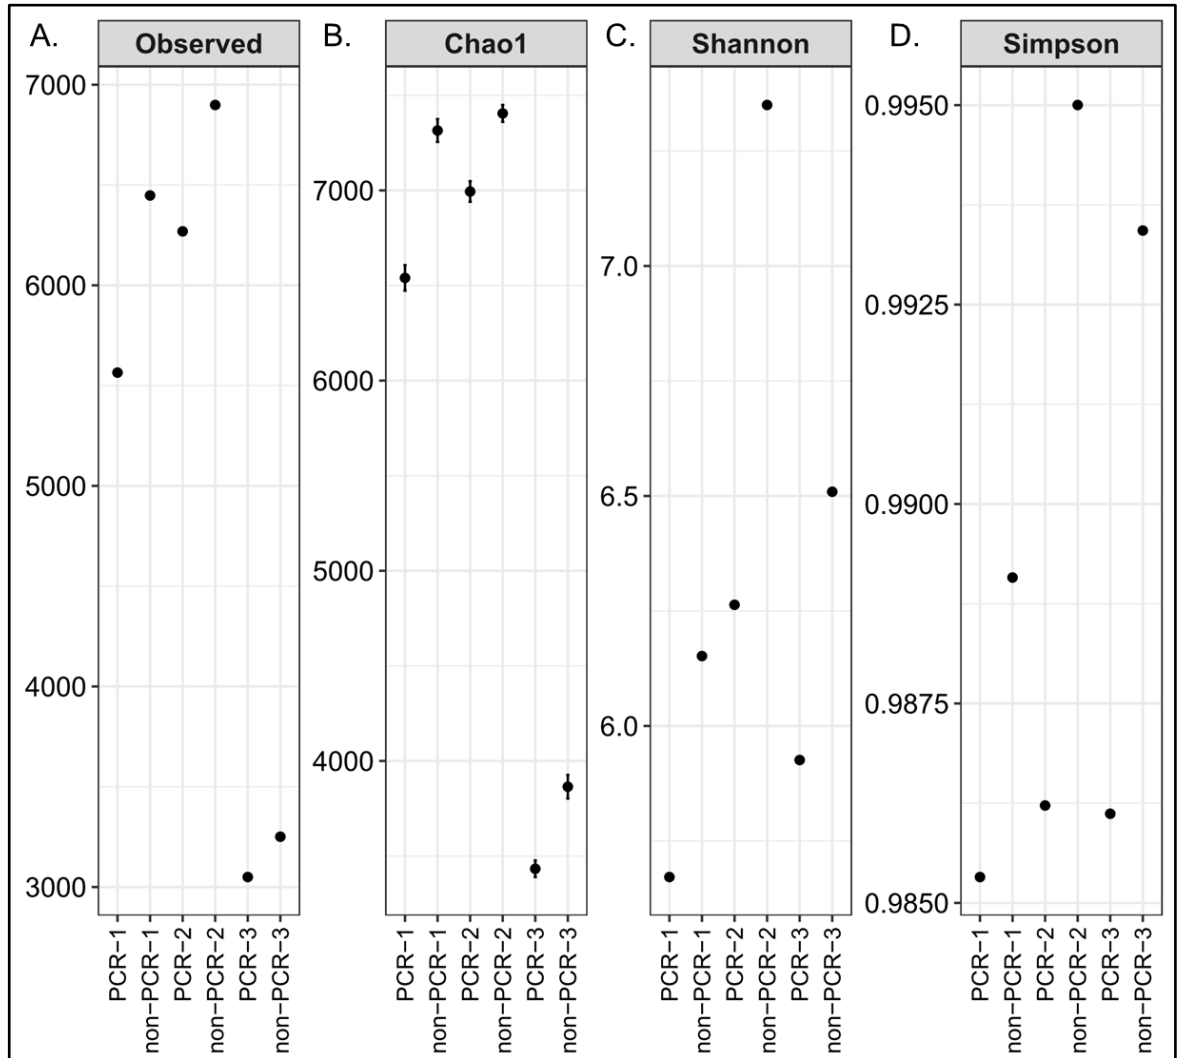 A.
Observed
7000
6000
5000
4000
3000
PCR−1
non−PCR−1
PCR−2
non−PCR−2
PCR−3
non−PCR−3
B.
Chao1
7000
6000
5000
4000
PCR−1
non−PCR−1
PCR−2
non−PCR−2
PCR−3
non−PCR−3
C.
Shannon
7.0
6.5
6.0
PCR−1
non−PCR−1
PCR−2
non−PCR−2
PCR−3
non−PCR−3
D.
Simpson
0.9950
0.9925
0.9900
0.9875
0.9850
PCR−1
non−PCR−1
PCR−2
non−PCR−2
PCR−3
non−PCR−3